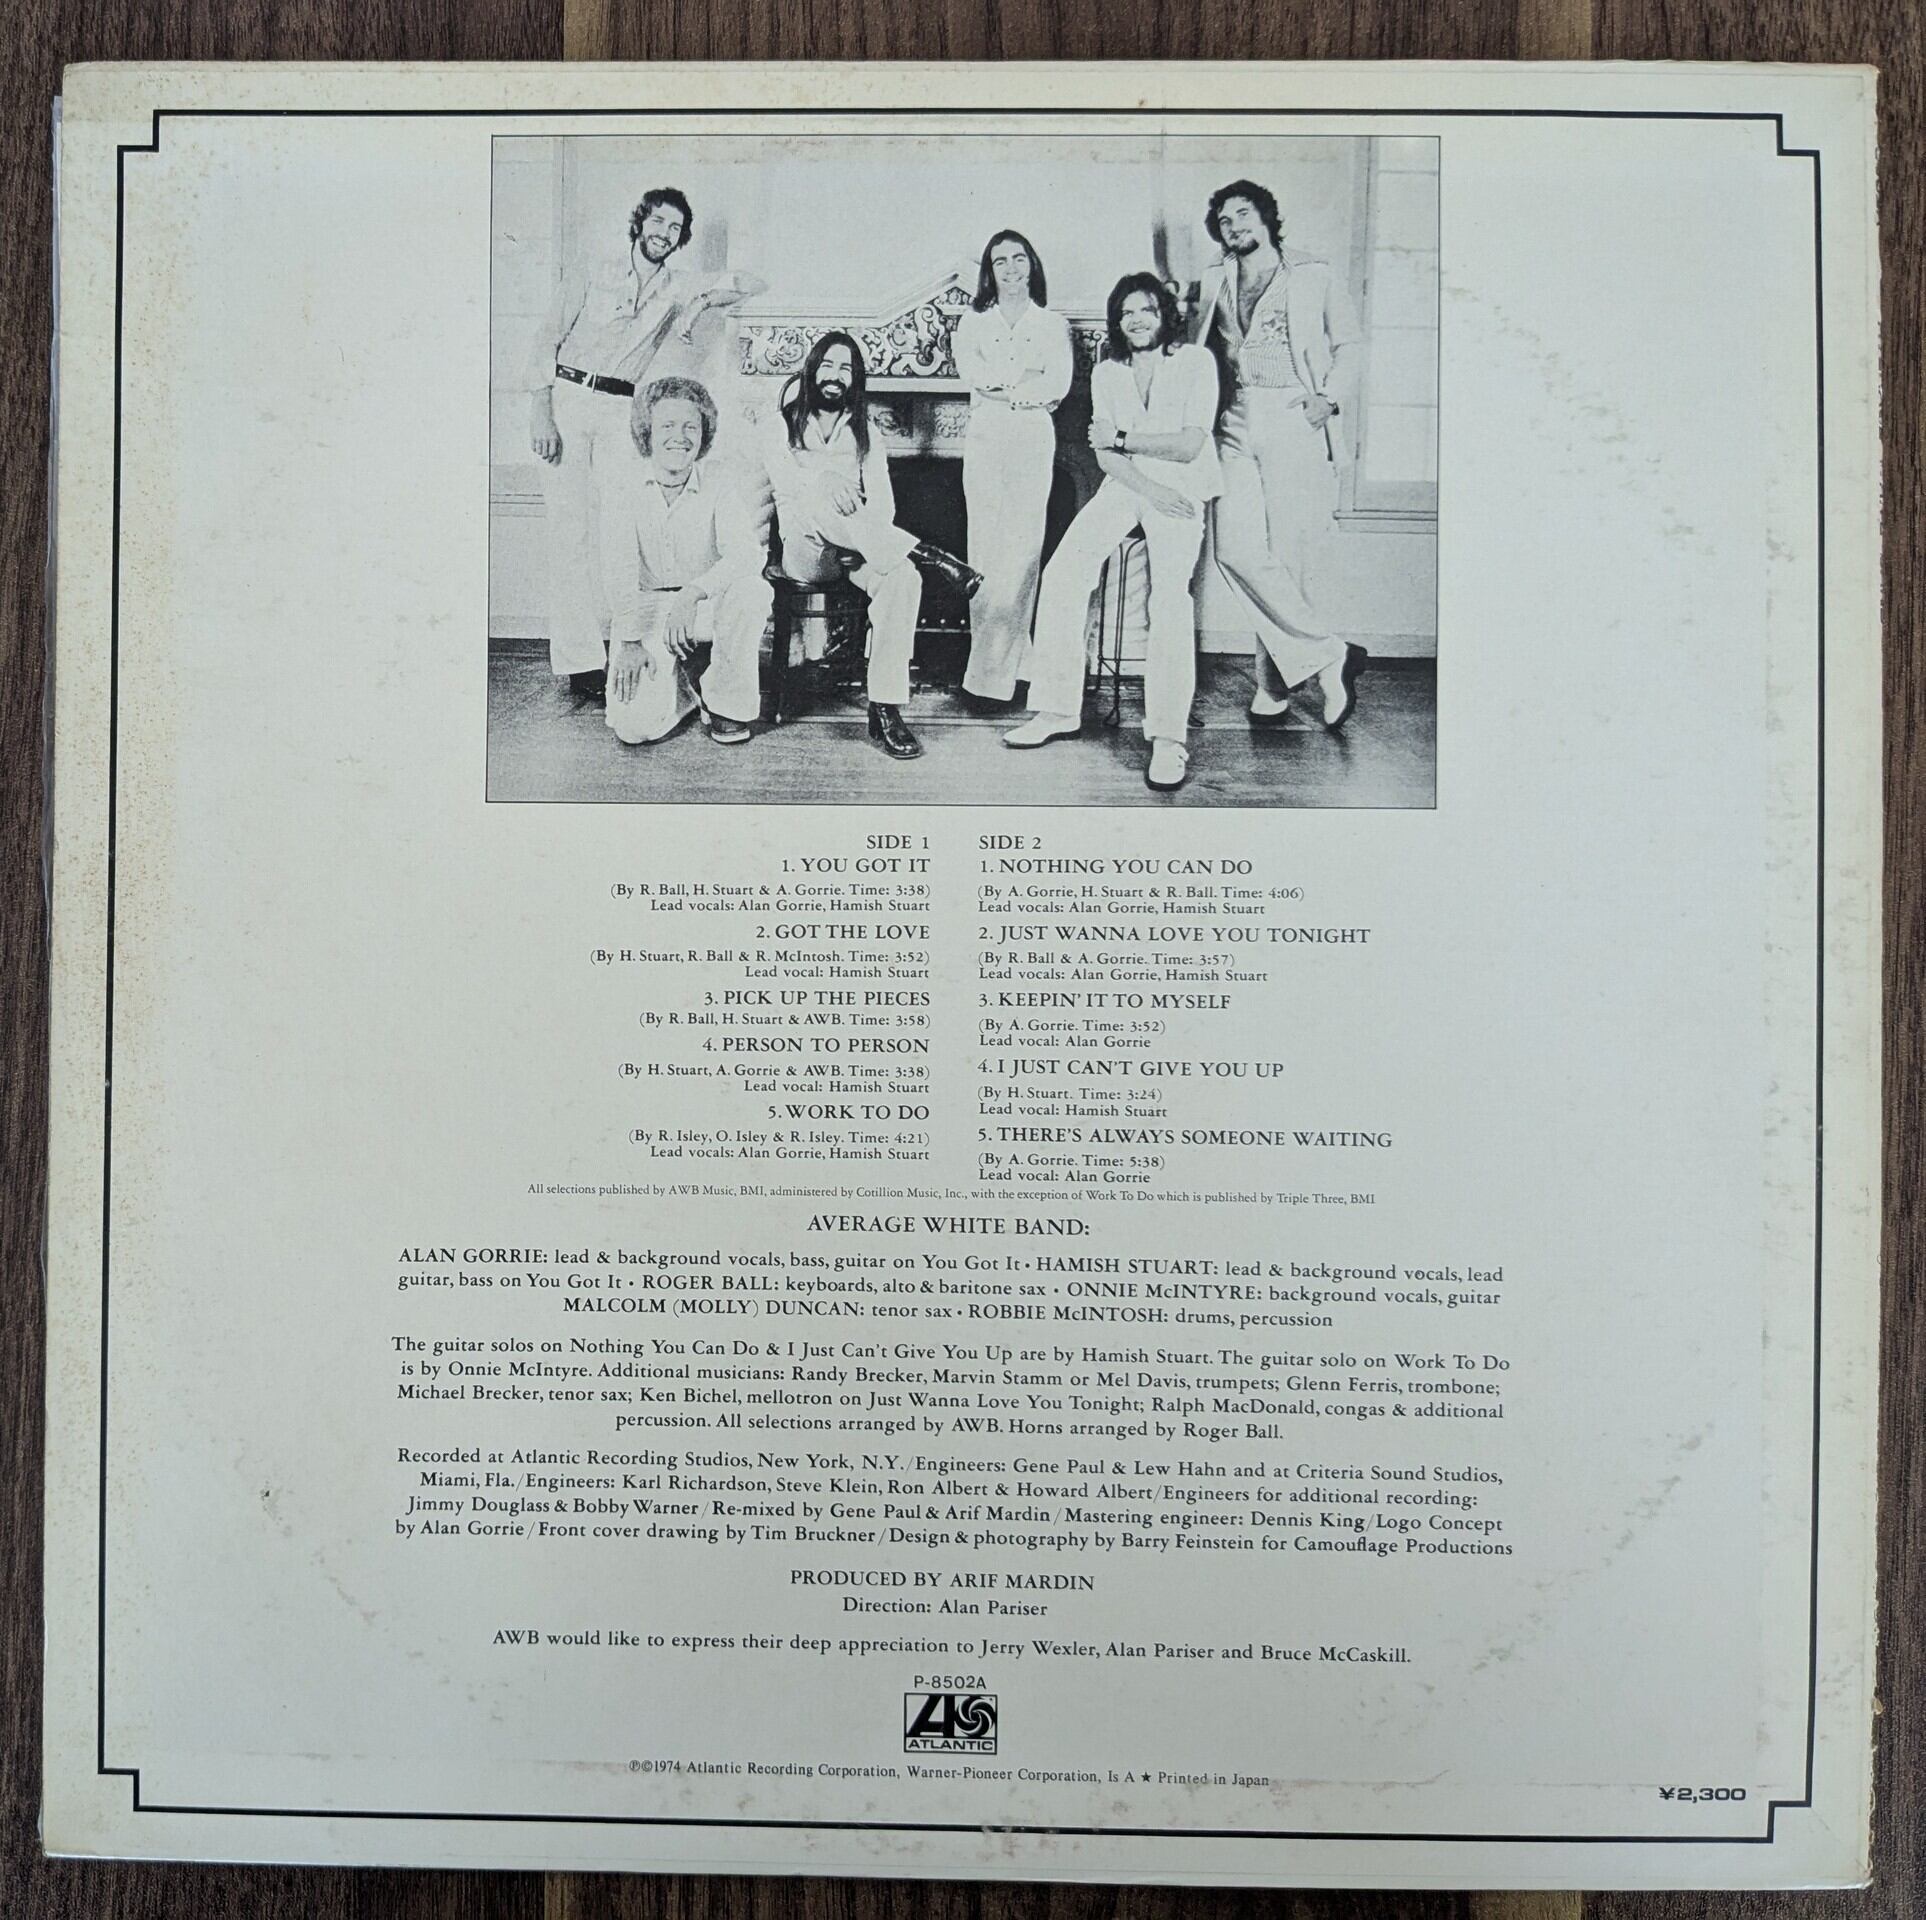 SIDE 1
1. YOU GOT IT
(By R. Ball, H. Stuart & A. Gorrie. Time: 3:38)
Lead vocals: Alan Gorrie, Hamish Stuart
2. GOT THE LOVE
(By H. Stuart, R. Ball & R. McIntosh. Time: 3:52)
Lead vocal: Hamish Stuart
3. PICK UP THE PIECES
(By R. Ball, H. Stuart & AWB. Time: 3:58)
4. PERSON TO PERSON
(By H. Stuart, A. Gorrie & AWB. Time: 3:38)
Lead vocal: Hamish Stuart
5. WORK TO DO
(By R. Isley, O. Isley & R. Isley. Time: 4:21)
Lead vocals: Alan Gorrie, Hamish Stuart
SIDE 2
1. NOTHING YOU CAN DO
(By A. Gorrie, H. Stuart & R. Ball. Time: 4:06)
Lead vocals: Alan Gorrie, Hamish Stuart
2. JUST WANNA LOVE YOU TONIGHT
(By R. Ball & A. Gorrie. Time: 3:57)
Lead vocals: Alan Gorrie, Hamish Stuart
3. KEEPIN' IT TO MYSELF
(By A. Gorrie. Time: 3:52)
Lead vocal: Alan Gorrie
4. I JUST CAN'T GIVE YOU UP
(By H. Stuart. Time: 3:24)
Lead vocal: Hamish Stuart
5. THERE'S ALWAYS SOMEONE WAITING
(By A. Gorrie. Time: 5:38)
Lead vocal: Alan Gorrie
All selections published by AWB Music, BMI, administered by Cotillion Music, Inc., with the exception of Work To Do which is published by Triple Three, BMI
AVERAGE WHITE BAND:
ALAN GORRIE: lead & background vocals, bass, guitar on You Got It • HAMISH STUART: lead & background vocals, lead
guitar, bass on You Got It • ROGER BALL: keyboards, alto & baritone sax • ONNIE McINTYRE: background vocals, guitar
MALCOLM (MOLLY) DUNCAN: tenor sax • ROBBIE McINTOSH: drums, percussion
The guitar solos on Nothing You Can Do & I Just Can't Give You Up are by Hamish Stuart. The guitar solo on Work To Do
is by Onnie McIntyre. Additional musicians: Randy Brecker, Marvin Stamm or Mel Davis, trumpets; Glenn Ferris, trombone;
Michael Brecker, tenor sax; Ken Bichel, mellotron on Just Wanna Love You Tonight; Ralph MacDonald, congas & additional
percussion. All selections arranged by AWB. Horns arranged by Roger Ball.
Recorded at Atlantic Recording Studios, New York, N.Y./Engineers: Gene Paul & Lew Hahn and at Criteria Sound Studios,
Miami, Fla./Engineers: Karl Richardson, Steve Klein, Ron Albert & Howard Albert/Engineers for additional recording:
Jimmy Douglass & Bobby Warner/Re-mixed by Gene Paul & Arif Mardin/Mastering engineer: Dennis King/Logo Concept
by Alan Gorrie/Front cover drawing by Tim Bruckner/Design & photography by Barry Feinstein for Camouflage Productions
PRODUCED BY ARIF MARDIN
Direction: Alan Pariser
AWB would like to express their deep appreciation to Jerry Wexler, Alan Pariser and Bruce McCaskill.
P-8502A
ATLANTIC
℗©1974 Atlantic Recording Corporation, Warner-Pioneer Corporation, Is A ★ Printed in Japan
¥2,300